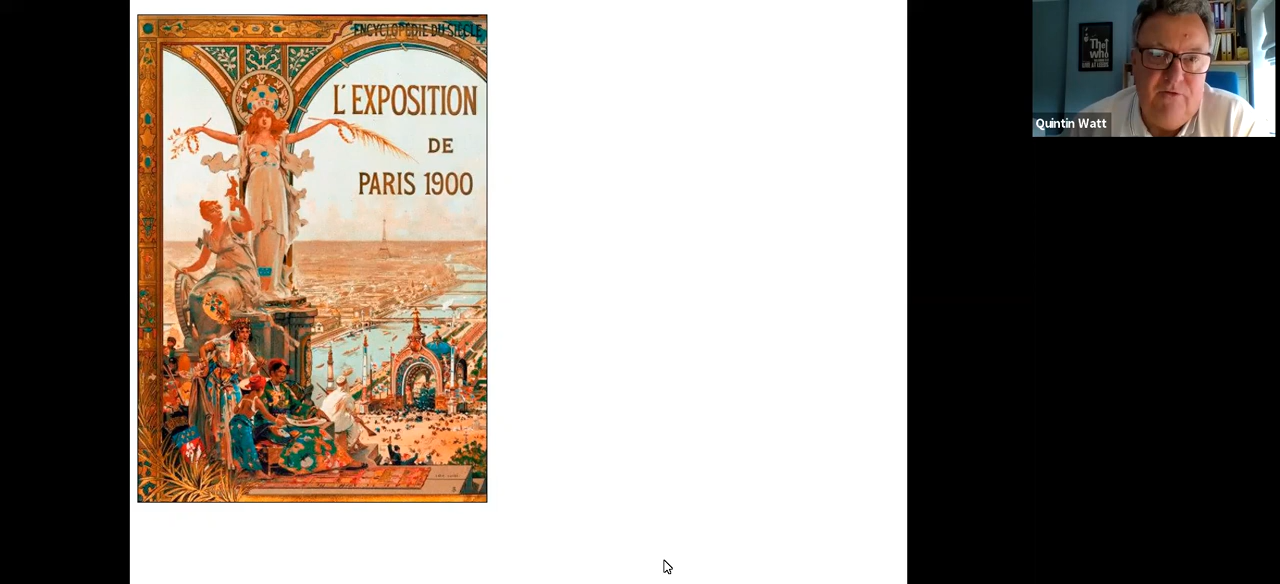 ENCYCLOPÉDIE DU SIÈCLE
L'EXPOSITION
DE
PARIS 1900
Quintin Watt
The
who